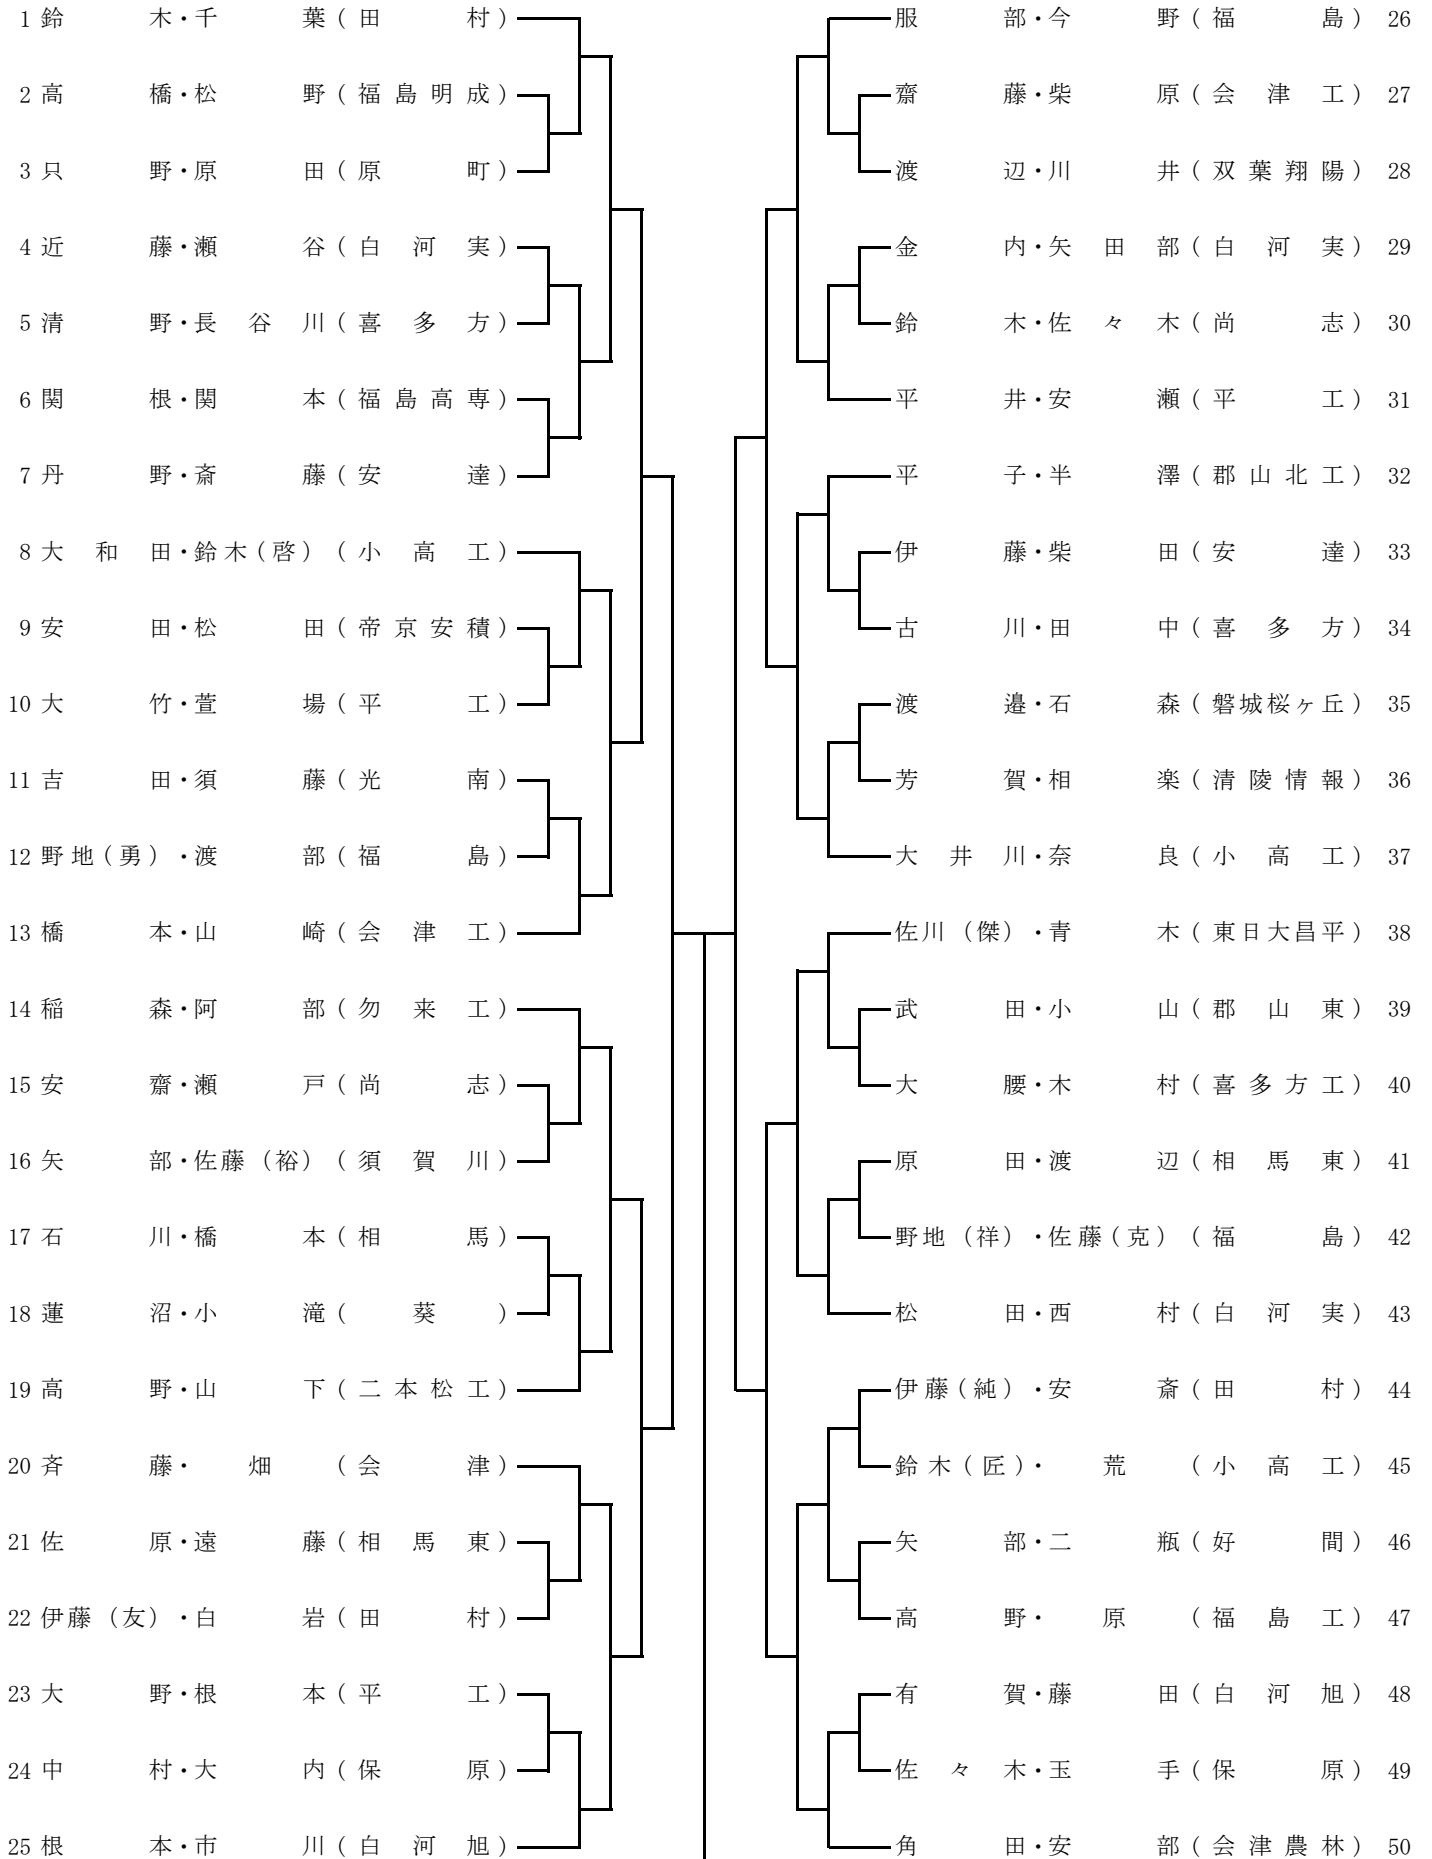 1 鈴木・千葉（田村）
2 高橋・松野（福島明成）
3 只野・原田（原町）
4 近藤・瀬谷（白河実）
5 清野・長谷川（喜多方）
6 関根・関本（福島高専）
7 丹野・斎藤（安達）
8 大和田・鈴木（啓）（小高工）
9 安田・松田（帝京安積）
10 大竹・萱場（平工）
11 吉田・須藤（光南）
12 野地（勇）・渡部（福島）
13 橋本・山崎（会津工）
14 稲森・阿部（勿来工）
15 安齋・瀬戸（尚志）
16 矢部・佐藤（裕）（須賀川）
17 石川・橋本（相馬）
18 蓮沼・小滝（葵）
19 高野・山下（二本松工）
20 斉藤・畑（会津）
21 佐原・遠藤（相馬東）
22 伊藤（友）・白岩（田村）
23 大野・根本（平工）
24 中村・大内（保原）
25 根本・市川（白河旭）
服部・今野（福島） 26
齋藤・柴原（会津工） 27
渡辺・川井（双葉翔陽） 28
金内・矢田部（白河実） 29
鈴木・佐々木（尚志） 30
平井・安瀬（平工） 31
平子・半澤（郡山北工） 32
伊藤・柴田（安達） 33
古川・田中（喜多方） 34
渡邉・石森（磐城桜ヶ丘） 35
芳賀・相楽（清陵情報） 36
大井川・奈良（小高工） 37
佐川（傑）・青木（東日大昌平） 38
武田・小山（郡山東） 39
大腰・木村（喜多方工） 40
原田・渡辺（相馬東） 41
野地（祥）・佐藤（克）（福島） 42
松田・西村（白河実） 43
伊藤（純）・安斎（田村） 44
鈴木（匠）・荒（小高工） 45
矢部・二瓶（好間） 46
高野・原（福島工） 47
有賀・藤田（白河旭） 48
佐々木・玉手（保原） 49
角田・安部（会津農林） 50